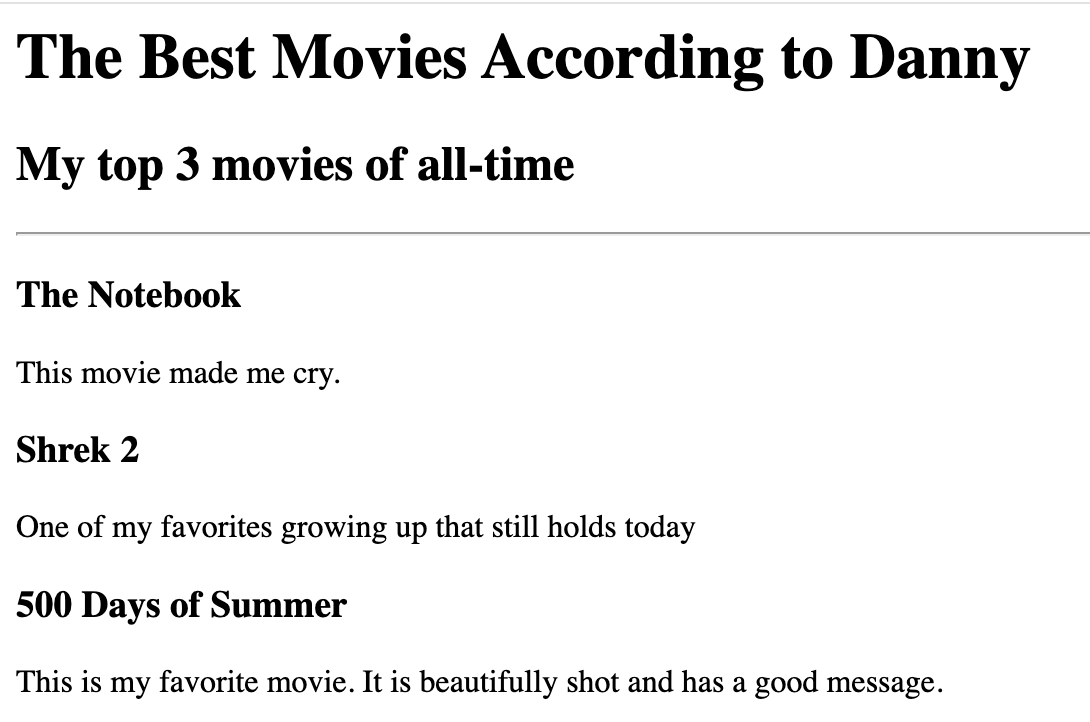 The Best Movies According to Danny
My top 3 movies of all-time
The Notebook
This movie made me cry.
Shrek 2
One of my favorites growing up that still holds today
500 Days of Summer
This is my favorite movie. It is beautifully shot and has a good message.